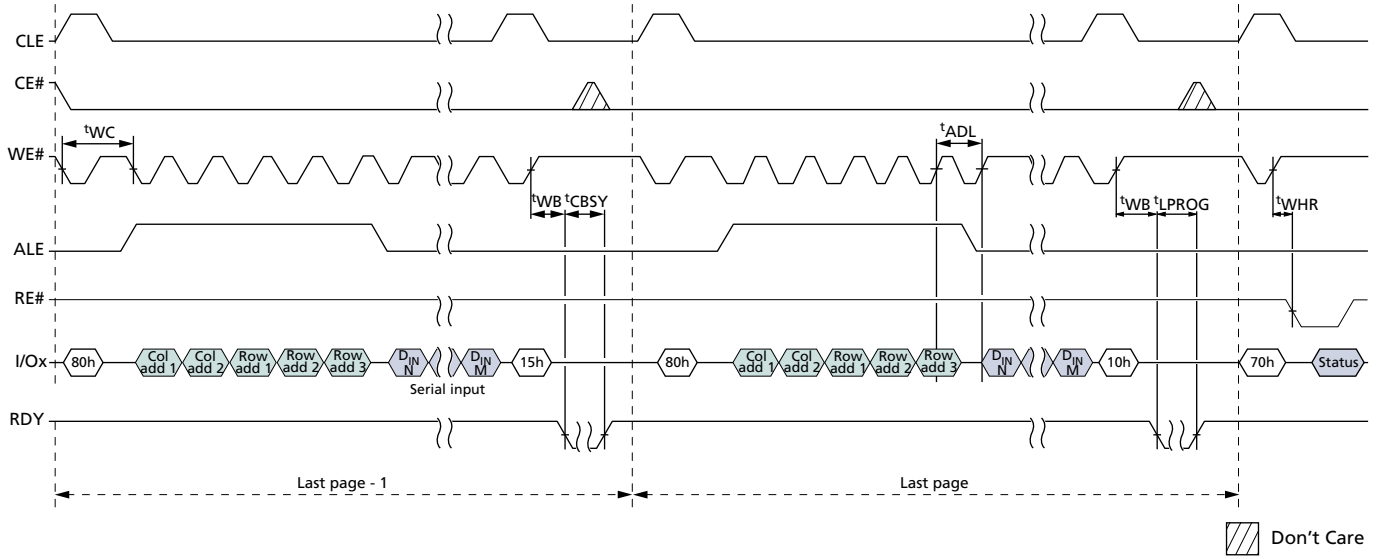 CLE
CE#
tWC
tADL
WE#
tWB
tCBSY
tWB
tLPROG
tWHR
ALE
RE#
I/Ox
80h
Col add 1
Col add 2
Row add 1
Row add 2
Row add 3
DIN N
DIN M
15h
80h
Col add 1
Col add 2
Row add 1
Row add 2
Row add 3
DIN N
DIN M
10h
70h
Status
Serial input
RDY
Last page - 1
Last page
Don't Care